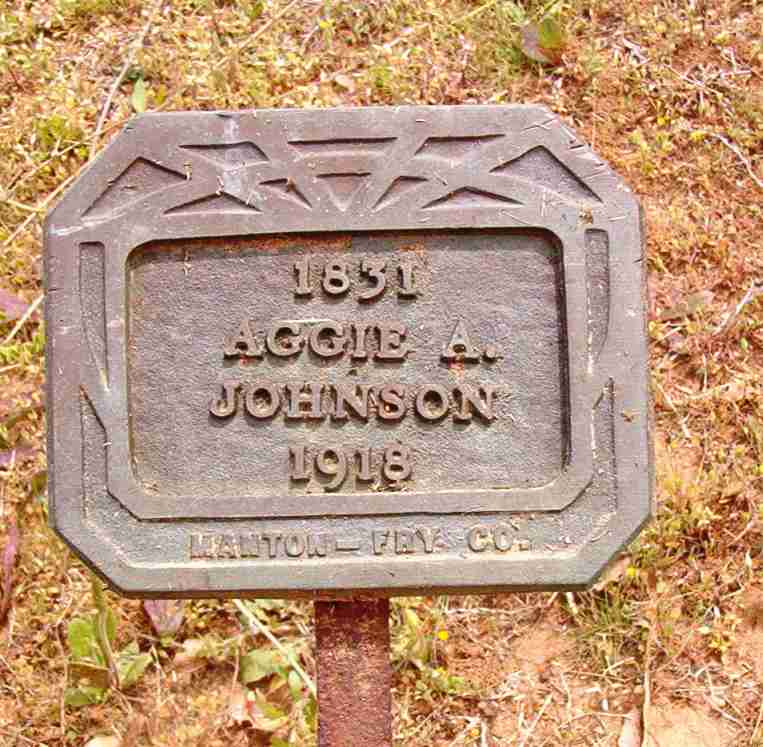 1831
AGGIE A.
JOHNSON
1918
MANTON-FRY. CO.